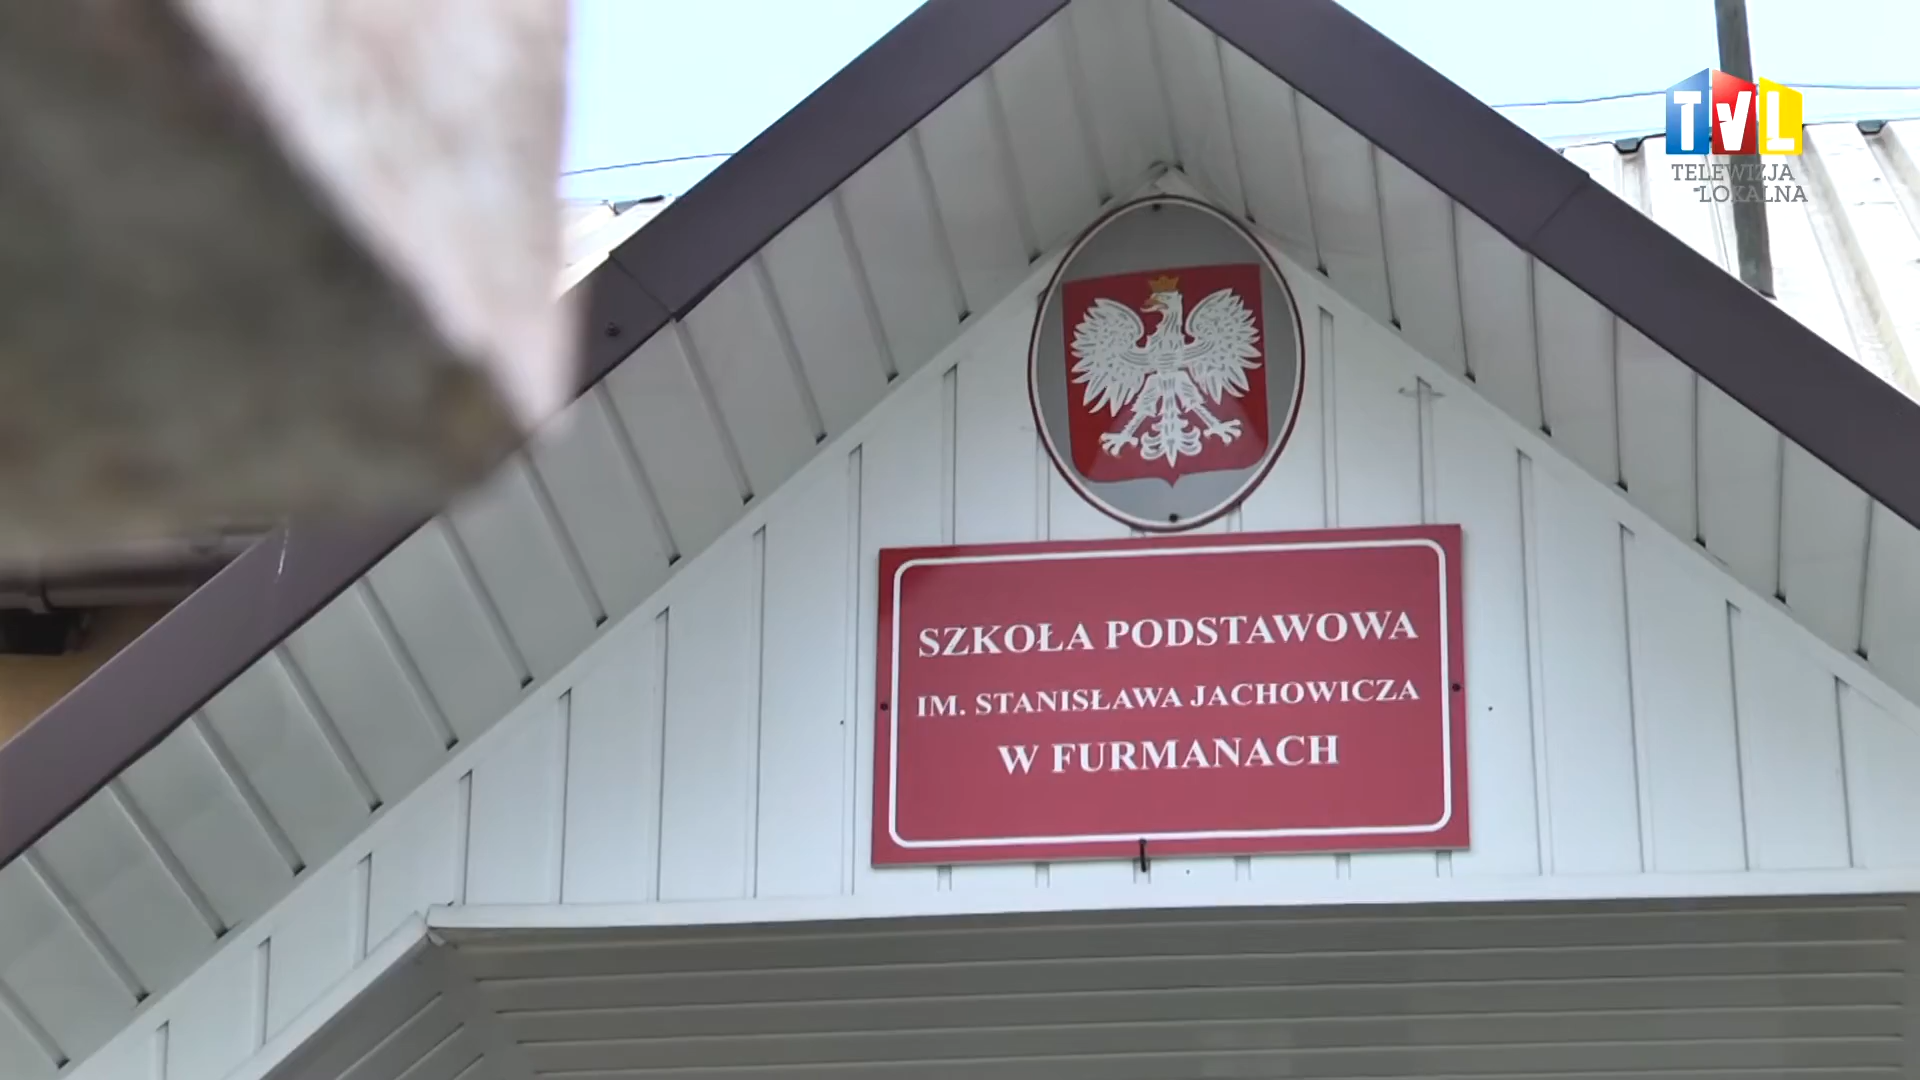 TVL
TELEWIZJA
LOKALNA
SZKOŁA PODSTAWOWA
IM. STANISŁAWA JACHOWICZA
W FURMANACH